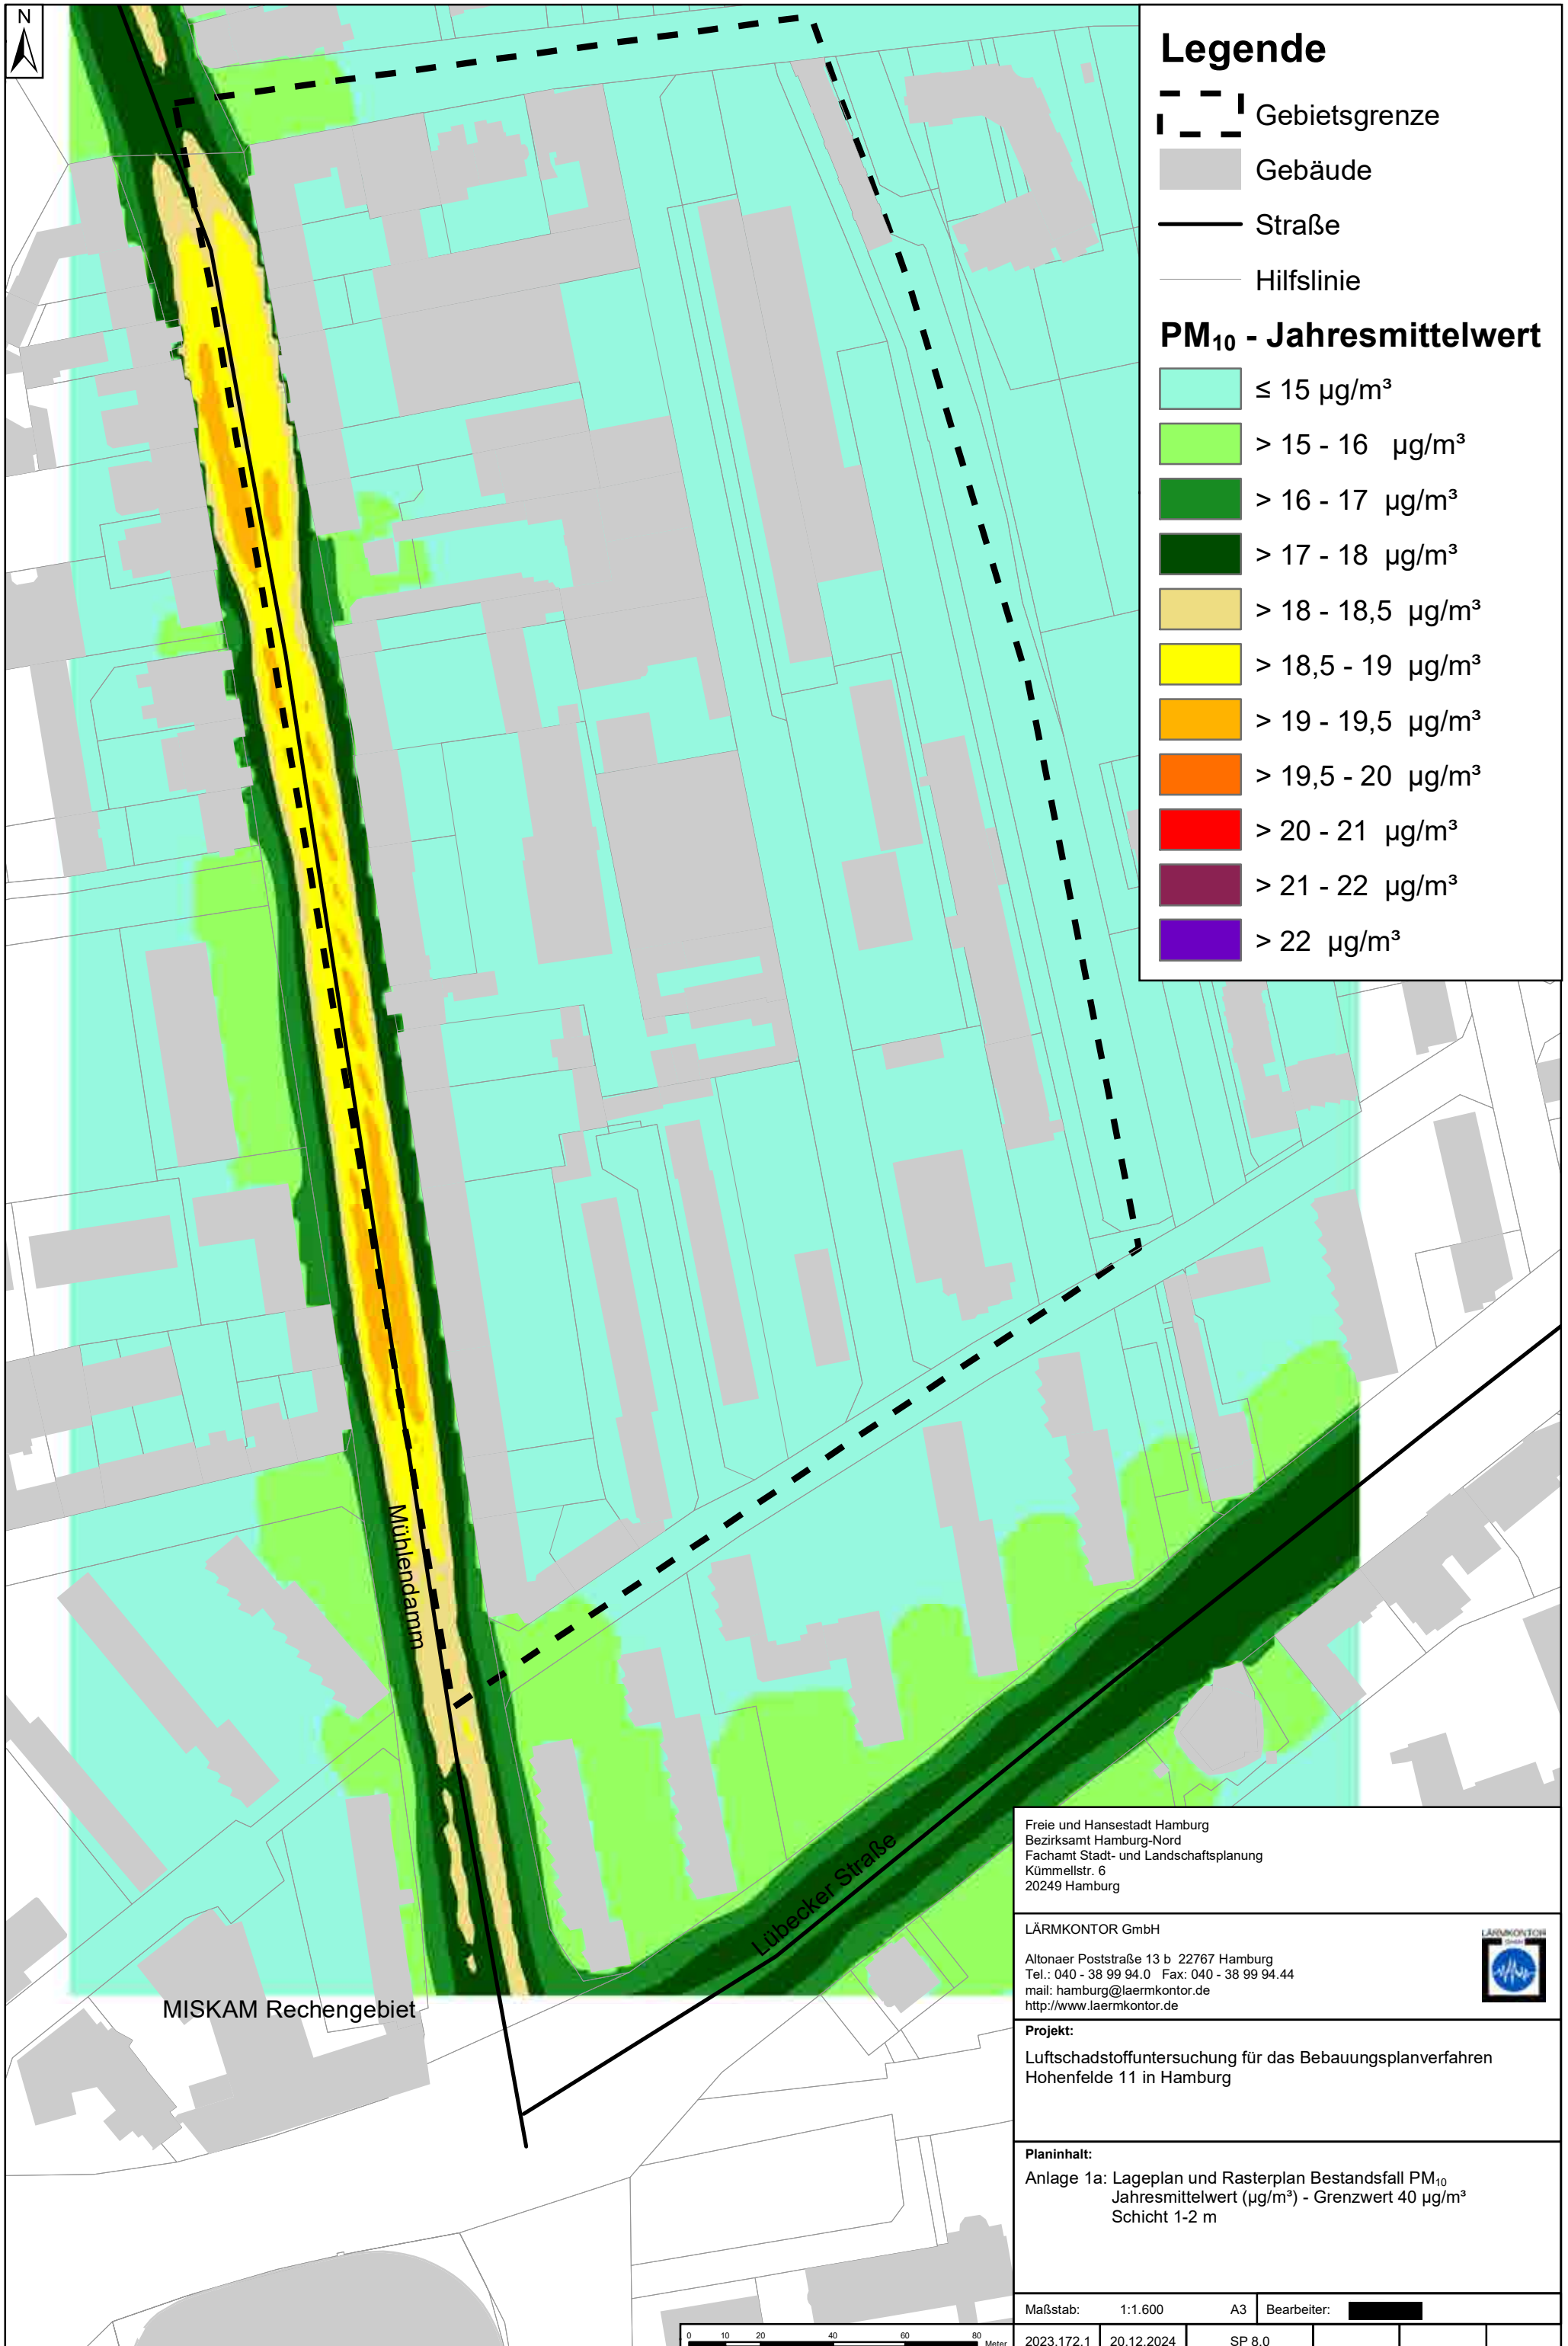 N
Legende
Gebietsgrenze
Gebäude
Straße
Hilfslinie
PM₁₀ - Jahresmittelwert
≤ 15 µg/m³
> 15 - 16 µg/m³
> 16 - 17 µg/m³
> 17 - 18 µg/m³
> 18 - 18,5 µg/m³
> 18,5 - 19 µg/m³
> 19 - 19,5 µg/m³
> 19,5 - 20 µg/m³
> 20 - 21 µg/m³
> 21 - 22 µg/m³
> 22 µg/m³
Mühlendamm
Lübecker Straße
MISKAM Rechengebiet
Freie und Hansestadt Hamburg
Bezirksamt Hamburg-Nord
Fachamt Stadt- und Landschaftsplanung
Kümmellstr. 6
20249 Hamburg
LÄRMKONTOR GmbH
Altonaer Poststraße 13 b 22767 Hamburg
Tel.: 040 - 38 99 94.0 Fax: 040 - 38 99 94.44
mail: hamburg@laermkontor.de
http://www.laermkontor.de
LÄRMKONTOR
GmbH
Projekt:
Luftschadstoffuntersuchung für das Bebauungsplanverfahren
Hohenfelde 11 in Hamburg
Planinhalt:
Anlage 1a: Lageplan und Rasterplan Bestandsfall PM₁₀
Jahresmittelwert (µg/m³) - Grenzwert 40 µg/m³
Schicht 1-2 m
Maßstab: 1:1.600 A3 Bearbeiter:
0 10 20 40 60 80
Meter
2023.172.1 20.12.2024 SP 8.0